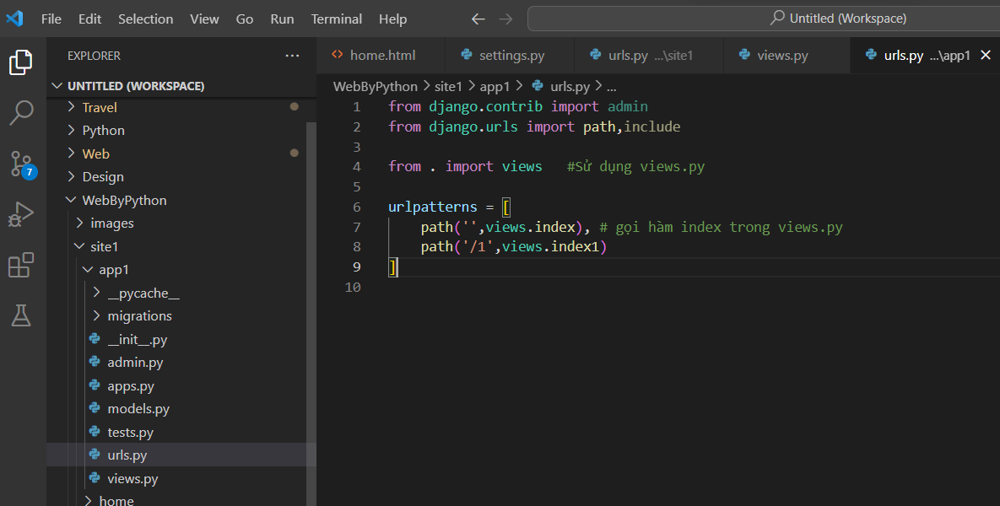 File Edit Selection View Go Run Terminal Help Untitled (Workspace)
EXPLORER ...
UNTITLED (WORKSPACE)
Travel
Python
Web
Design
WebByPython
images
site1
app1
__pycache__
migrations
__init__.py
admin.py
apps.py
models.py
tests.py
urls.py
views.py
home
7
home.html settings.py urls.py ...\site1 views.py urls.py ...\app1
WebByPython > site1 > app1 > urls.py > ...
1 from django.contrib import admin
2 from django.urls import path,include
3
4 from . import views #Sử dụng views.py
5
6 urlpatterns = [
7 path('',views.index), # gọi hàm index trong views.py
8 path('/1',views.index1)
9 ]
10